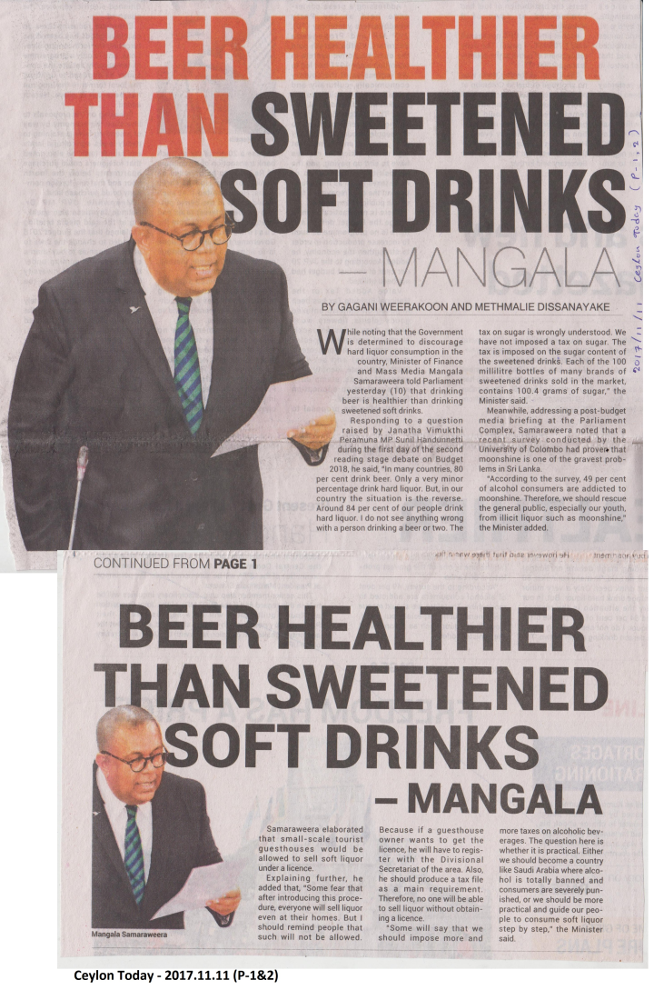 BEER HEALTHIER
THAN SWEETENED
SOFT DRINKS
– MANGALA
BY GAGANI WEERAKOON AND METHMALIE DISSANAYAKE
While noting that the Government
is determined to discourage
hard liquor consumption in the
country, Minister of Finance
and Mass Media Mangala
Samaraweera told Parliament
yesterday (10) that drinking
beer is healthier than drinking
sweetened soft drinks.
Responding to a question
raised by Janatha Vimukthi
Peramuna MP Sunil Handunnetti
during the first day of the second
reading stage debate on Budget
2018, he said, "In many countries, 80
per cent drink beer. Only a very minor
percentage drink hard liquor. But, in our
country the situation is the reverse.
Around 84 per cent of our people drink
hard liquor. I do not see anything wrong
with a person drinking a beer or two. The
tax on sugar is wrongly understood. We
have not imposed a tax on sugar. The
tax is imposed on the sugar content of
the sweetened drinks. Each of the 100
millilitre bottles of many brands of
sweetened drinks sold in the market,
contains 100.4 grams of sugar," the
Minister said.
Meanwhile, addressing a post-budget
media briefing at the Parliament
Complex, Samaraweera noted that a
recent survey conducted by the
University of Colombo had proven that
moonshine is one of the gravest prob-
lems in Sri Lanka.
"According to the survey, 49 per cent
of alcohol consumers are addicted to
moonshine. Therefore, we should rescue
the general public, especially our youth,
from illicit liquor such as moonshine,"
the Minister added.
2017/11/11 Ceylon Today (P-1,2)
CONTINUED FROM PAGE 1
BEER HEALTHIER
THAN SWEETENED
SOFT DRINKS
– MANGALA
Mangala Samaraweera
Samaraweera elaborated
that small-scale tourist
guesthouses would be
allowed to sell soft liquor
under a licence.
Explaining further, he
added that, "Some fear that
after introducing this proce-
dure, everyone will sell liquor
even at their homes. But I
should remind people that
such will not be allowed.
Because if a guesthouse
owner wants to get the
licence, he will have to regis-
ter with the Divisional
Secretariat of the area. Also,
he should produce a tax file
as a main requirement.
Therefore, no one will be able
to sell liquor without obtain-
ing a licence.
"Some will say that we
should impose more and
more taxes on alcoholic bev-
erages. The question here is
whether it is practical. Either
we should become a country
like Saudi Arabia where alco-
hol is totally banned and
consumers are severely pun-
ished, or we should be more
practical and guide our peo-
ple to consume soft liquor
step by step," the Minister
said.
Ceylon Today - 2017.11.11 (P-1&2)